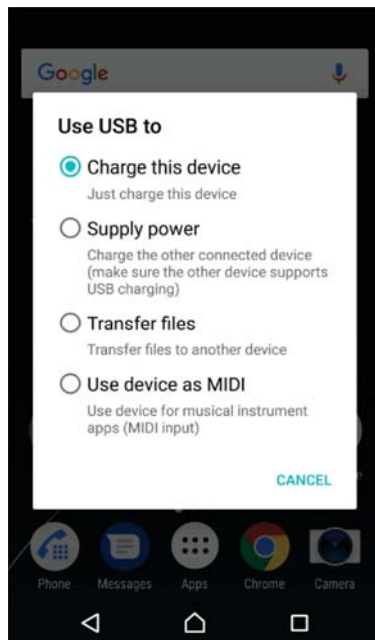 Google
Use USB to
Charge this device
Just charge this device
Supply power
Charge the other connected device
(make sure the other device supports
USB charging)
Transfer files
Transfer files to another device
Use device as MIDI
Use device for musical instrument
apps (MIDI input)
CANCEL
Phone Messages Apps Chrome Camera